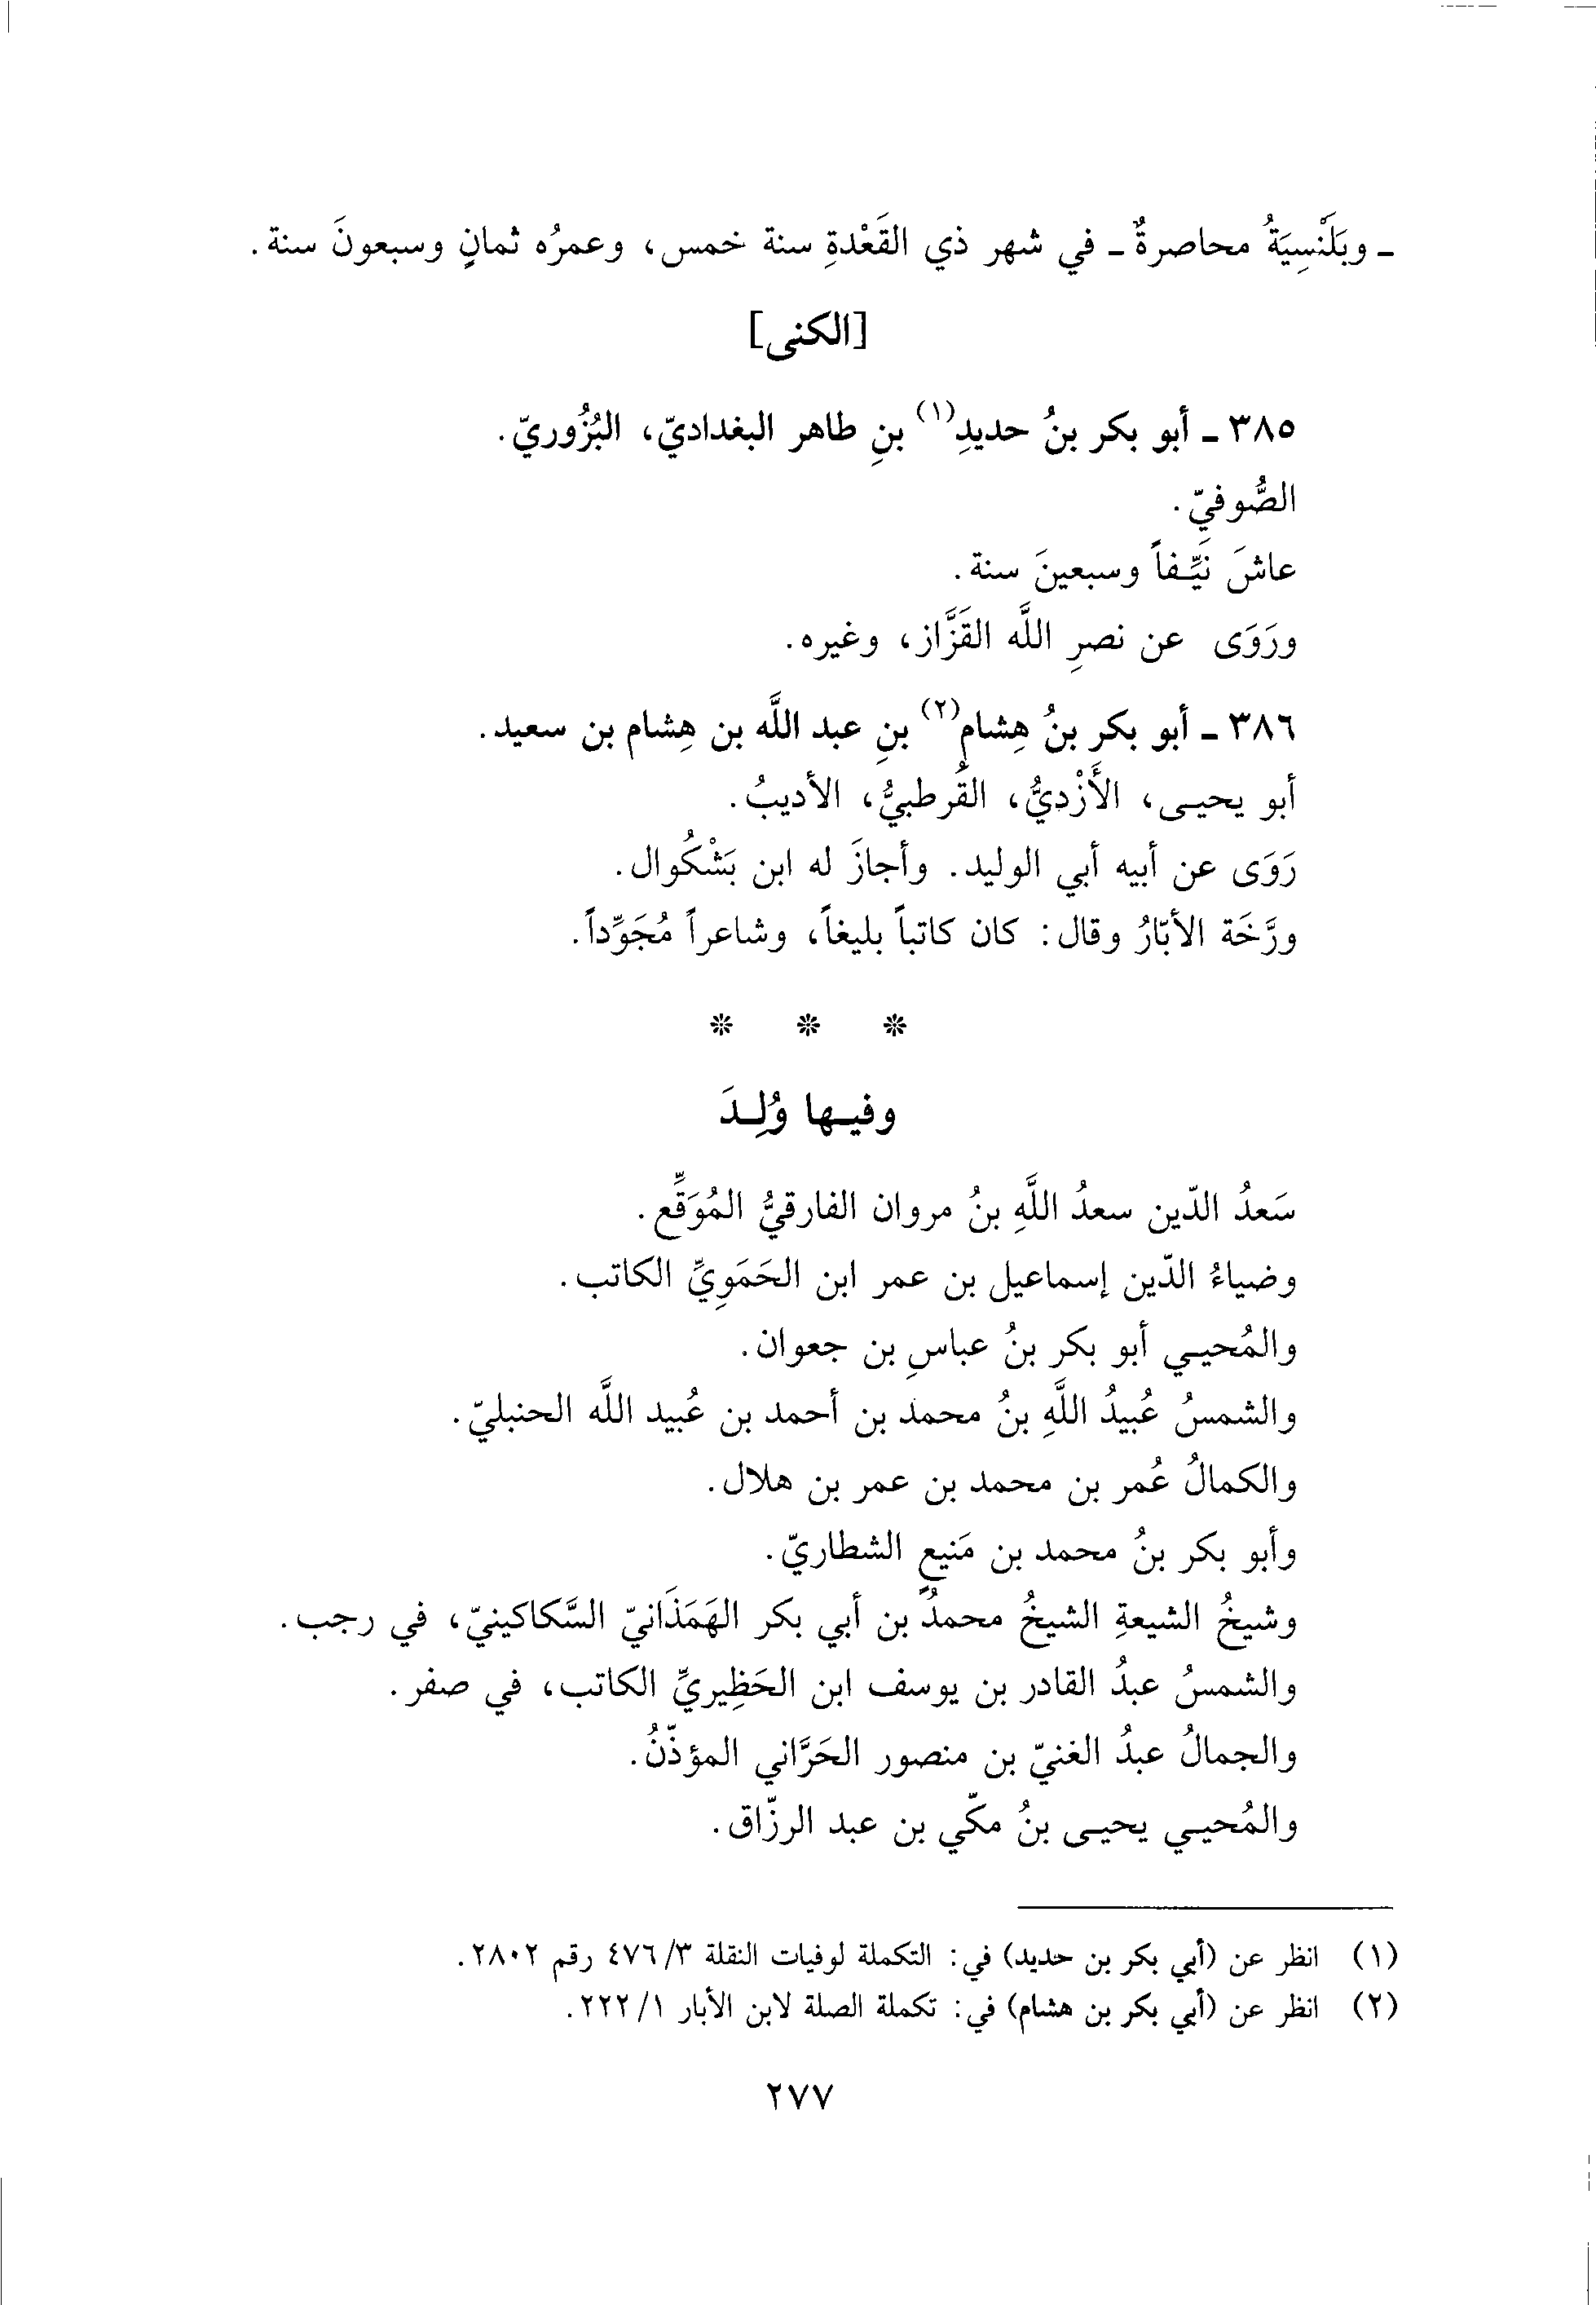 ـ وبَلَنْسِيَةُ محاصرةٌ ـ في شهر ذي القَعْدةِ سنة خمس، وعمرُه ثمانٍ وسبعونَ سنة.
[الكنى]
٣٨٥ ـ أبو بكر بنُ حديدِ(١) بنِ طاهر البغداديّ، البُزُوريّ.
الصُّوفيّ.
عاشَ نَيِّفاً وسبعينَ سنة.
ورَوَى عن نصرِ اللَّه القَزَّاز، وغيره.
٣٨٦ ـ أبو بكر بنُ هِشام(٢) بنِ عبد اللَّه بن هِشام بن سعيد.
أبو يحيى، الأَزْديُّ، القُرطبيُّ، الأديبُ.
رَوَى عن أبيه أبي الوليد. وأجازَ له ابن بَشْكُوال.
ورَّخَة الأبّارُ وقال: كان كاتباً بليغاً، وشاعراً مُجَوِّداً.
* * *
وفيها وُلِدَ
سَعدُ الدّين سعدُ اللَّهِ بنُ مروان الفارقيُّ المُوَقِّع.
وضياءُ الدّين إسماعيل بن عمر ابن الحَمَوِيِّ الكاتب.
والمُحيي أبو بكر بنُ عباسِ بن جعوان.
والشمسُ عُبيدُ اللَّهِ بنُ محمد بن أحمد بن عُبيد اللَّه الحنبليّ.
والكمالُ عُمر بن محمد بن عمر بن هلال.
وأبو بكر بنُ محمد بن مَنيعٍ الشطاريّ.
وشيخُ الشيعةِ الشيخُ محمدُ بن أبي بكر الهَمَذَانيّ السَّكاكينيّ، في رجب.
والشمسُ عبدُ القادر بن يوسف ابن الحَظِيريِّ الكاتب، في صفر.
والجمالُ عبدُ الغنيّ بن منصور الحَرَّاني المؤذّنُ.
والمُحيي يحيى بنُ مكّي بن عبد الرزّاق.
(١) انظر عن (أبي بكر بن حديد) في: التكملة لوفيات النقلة ٣/ ٤٧٦ رقم ٢٨٠٢.
(٢) انظر عن (أبي بكر بن هشام) في: تكملة الصلة لابن الأبار ١/ ٢٢٢.
٢٧٧